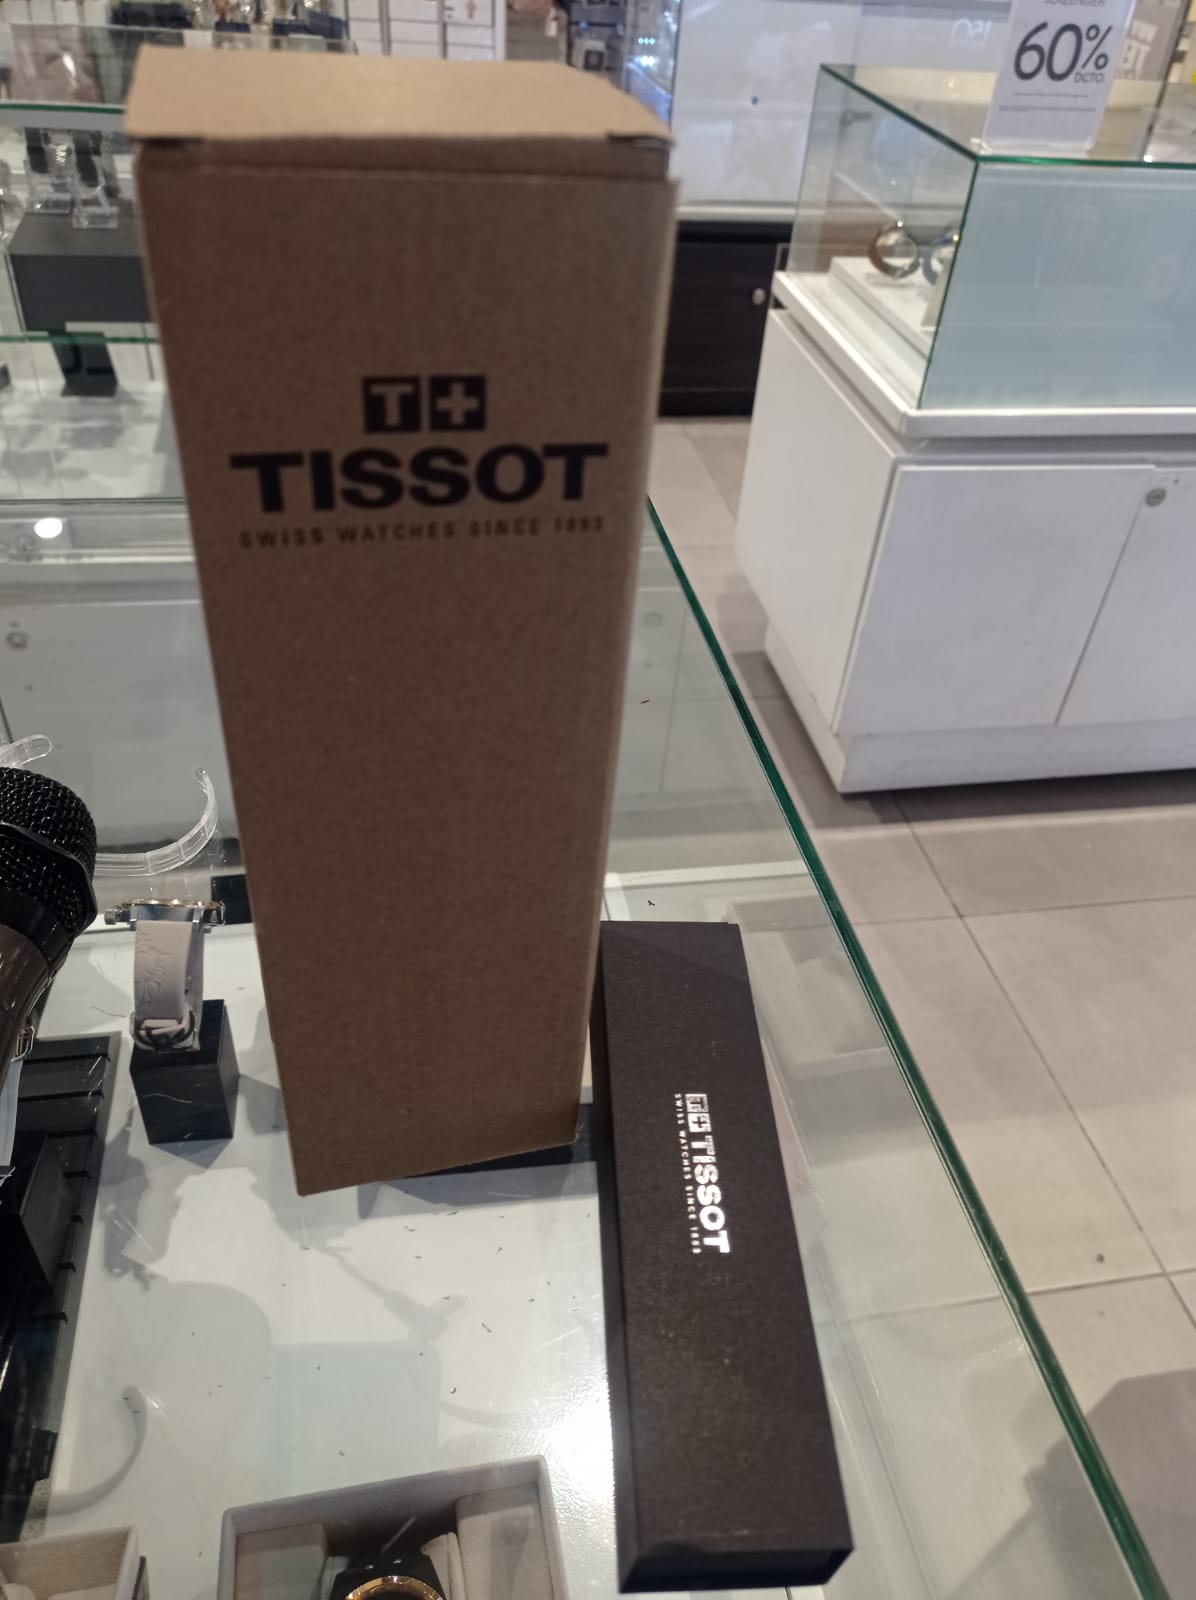 60%
DCTO.
T+
TISSOT
SWISS WATCHES SINCE 1853
T+ TISSOT
SWISS WATCHES SINCE 1853